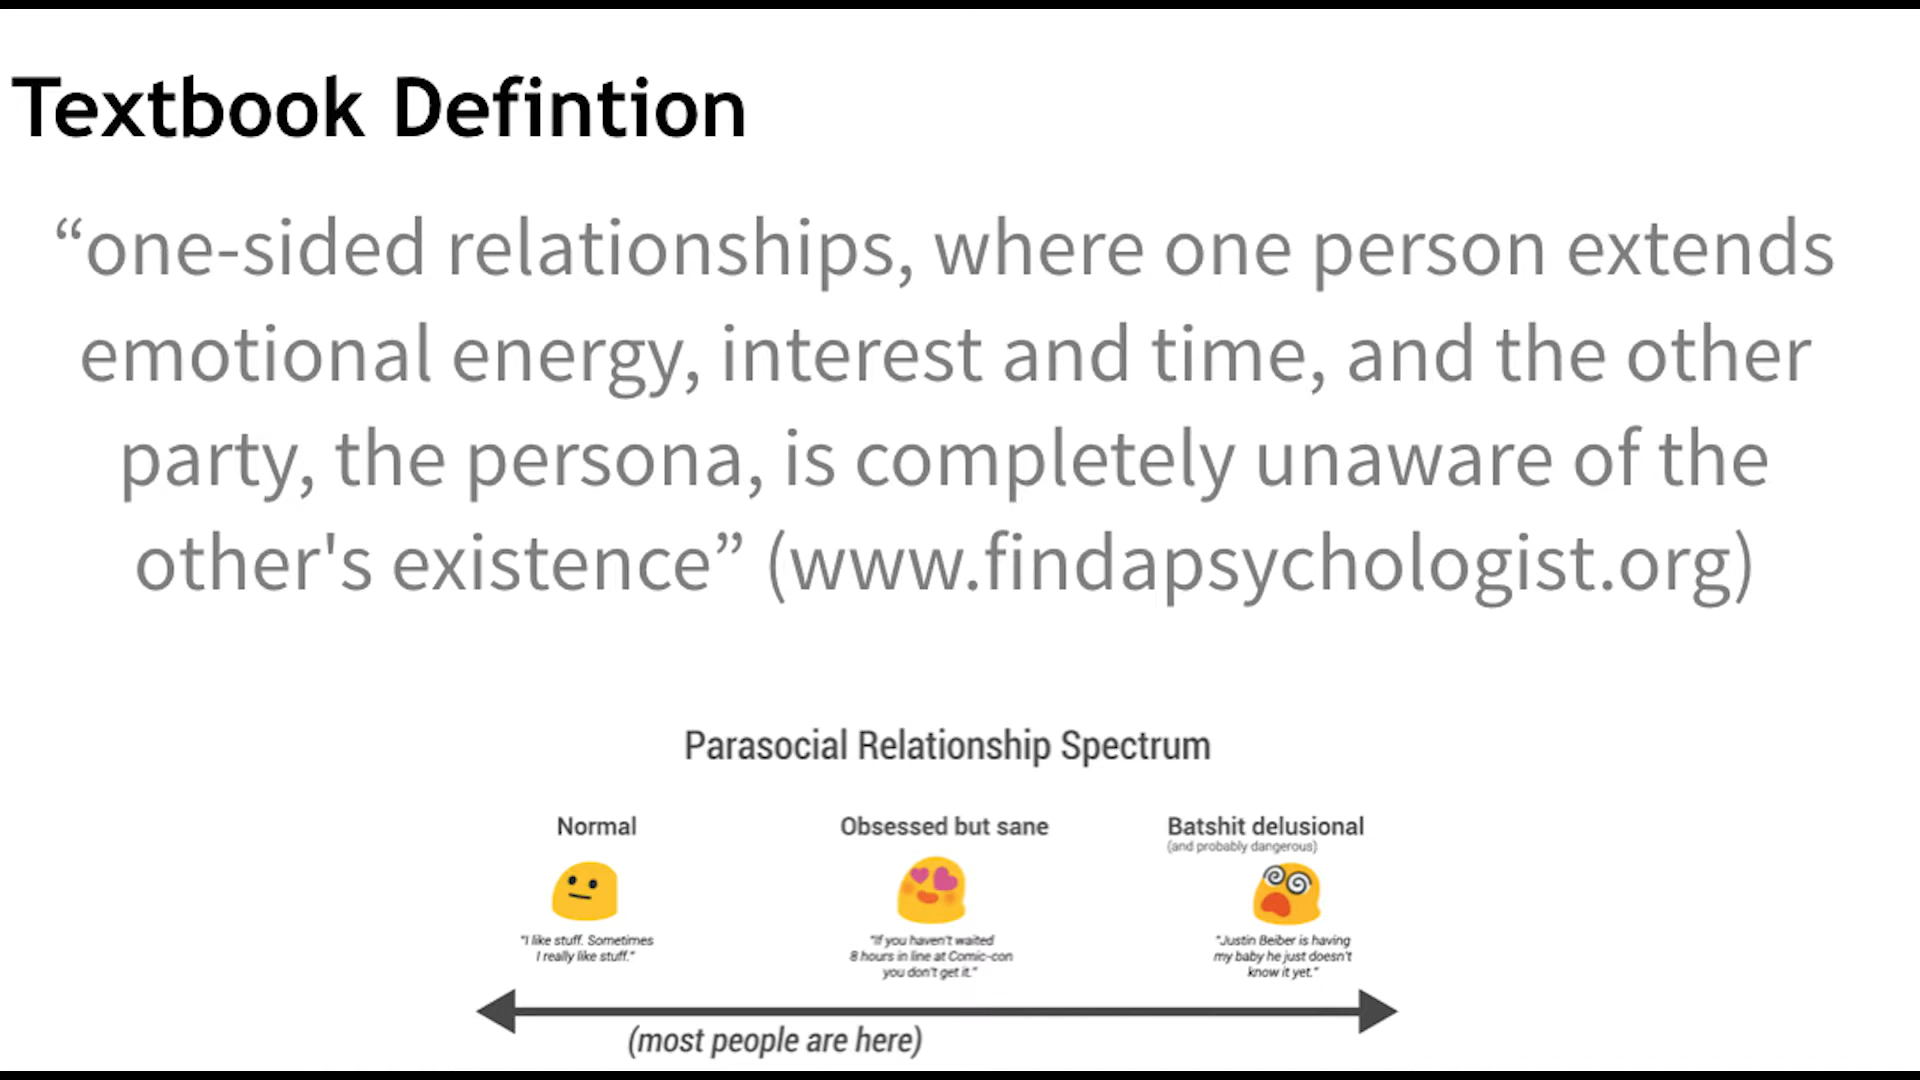 Textbook Defintion
“one-sided relationships, where one person extends
emotional energy, interest and time, and the other
party, the persona, is completely unaware of the
other's existence” (www.findapsychologist.org)
Parasocial Relationship Spectrum
Normal
"I like stuff. Sometimes
I really like stuff."
Obsessed but sane
"If you haven't waited
8 hours in line at Comic-con
you don't get it."
Batshit delusional
(and probably dangerous)
"Justin Beiber is having
my baby he just doesn't
know it yet."
(most people are here)